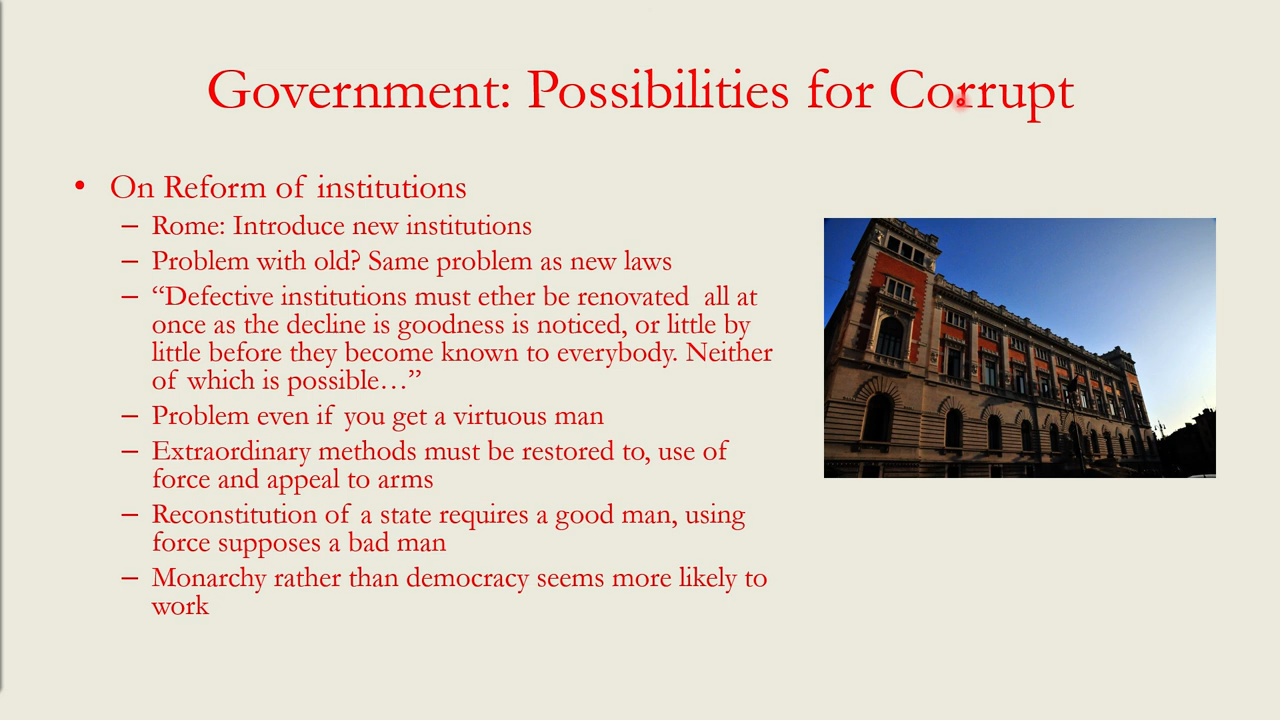 Government: Possibilities for Corrupt
• On Reform of institutions
– Rome: Introduce new institutions
– Problem with old? Same problem as new laws
– “Defective institutions must ether be renovated all at
once as the decline is goodness is noticed, or little by
little before they become known to everybody. Neither
of which is possible…”
– Problem even if you get a virtuous man
– Extraordinary methods must be restored to, use of
force and appeal to arms
– Reconstitution of a state requires a good man, using
force supposes a bad man
– Monarchy rather than democracy seems more likely to
work